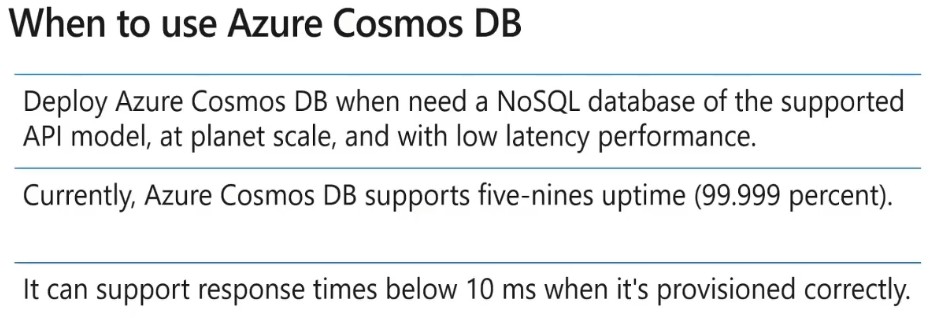 When to use Azure Cosmos DB
Deploy Azure Cosmos DB when need a NoSQL database of the supported
API model, at planet scale, and with low latency performance.
Currently, Azure Cosmos DB supports five-nines uptime (99.999 percent).
It can support response times below 10 ms when it's provisioned correctly.